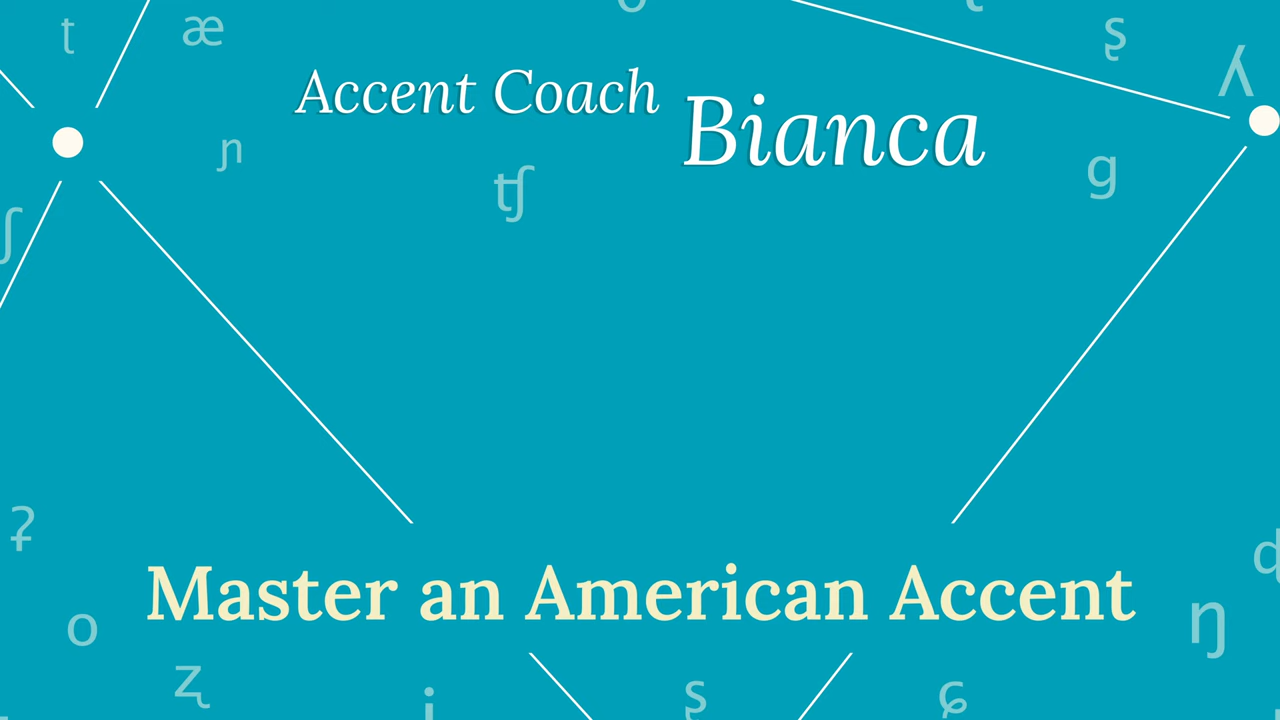 Accent Coach Bianca
t æ ʂ ʎ
ɲ ʧ g
ʃ
ʔ
Master an American Accent
o ŋ
ʐ i ʂ ɕ